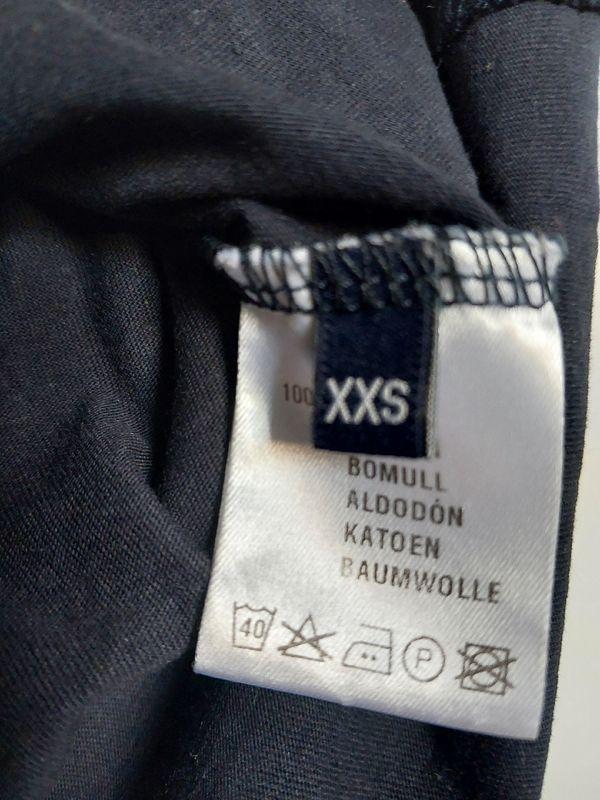 100
XXS
BOMULL
ALDODÓN
KATOEN
BAUMWOLLE
40
P